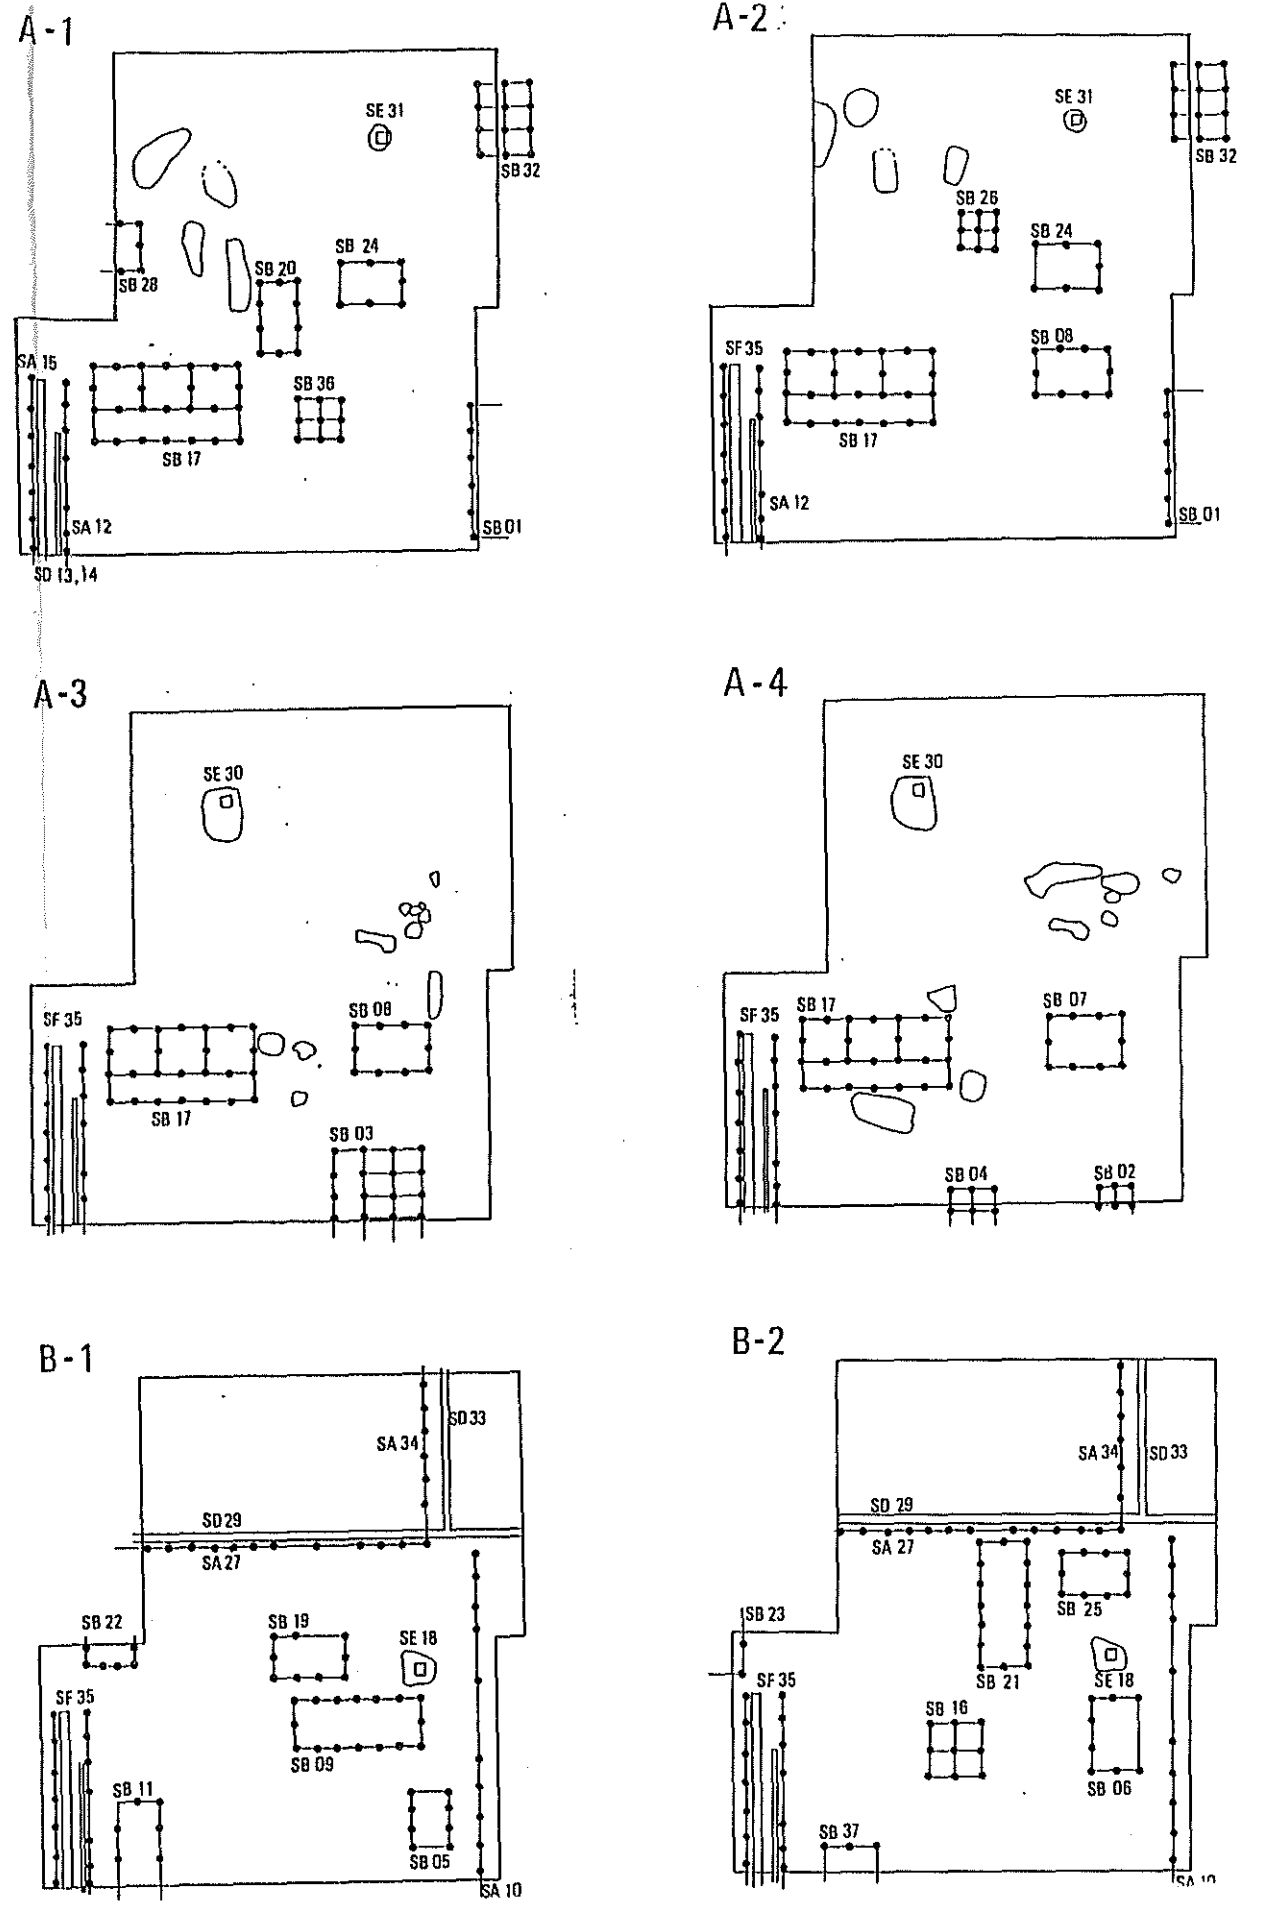 A-1
SE 31
SB 32
SB 28
SB 20
SB 24
SA 15
SB 36
SB 17
SA 12
SB 01
SD 13,14
A-2
SE 31
SB 32
SB 26
SB 24
SF 35
SB 08
SB 17
SA 12
SB 01
A-3
SE 30
SF 35
SB 08
SB 17
SB 03
A-4
SE 30
SF 35
SB 17
SB 07
SB 04
SB 02
B-1
SD 33
SA 34
SD 29
SA 27
SB 22
SB 19
SE 18
SF 35
SB 09
SB 11
SB 05
SA 10
B-2
SA 34
SD 33
SD 29
SA 27
SB 25
SB 23
SF 35
SB 21
SE 18
SB 16
SB 06
SB 37
SA 10